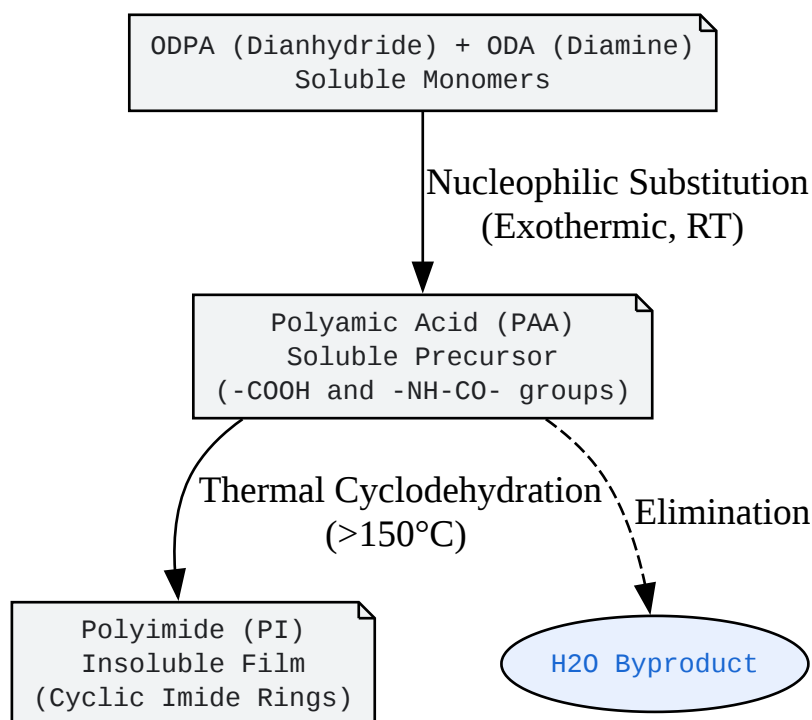 ODPA (Dianhydride) + ODA (Diamine)
Soluble Monomers
Nucleophilic Substitution
(Exothermic, RT)
Polyamic Acid (PAA)
Soluble Precursor
(-COOH and -NH-CO- groups)
Thermal Cyclodehydration
(>150°C)
Elimination
Polyimide (PI)
Insoluble Film
(Cyclic Imide Rings)
H2O Byproduct